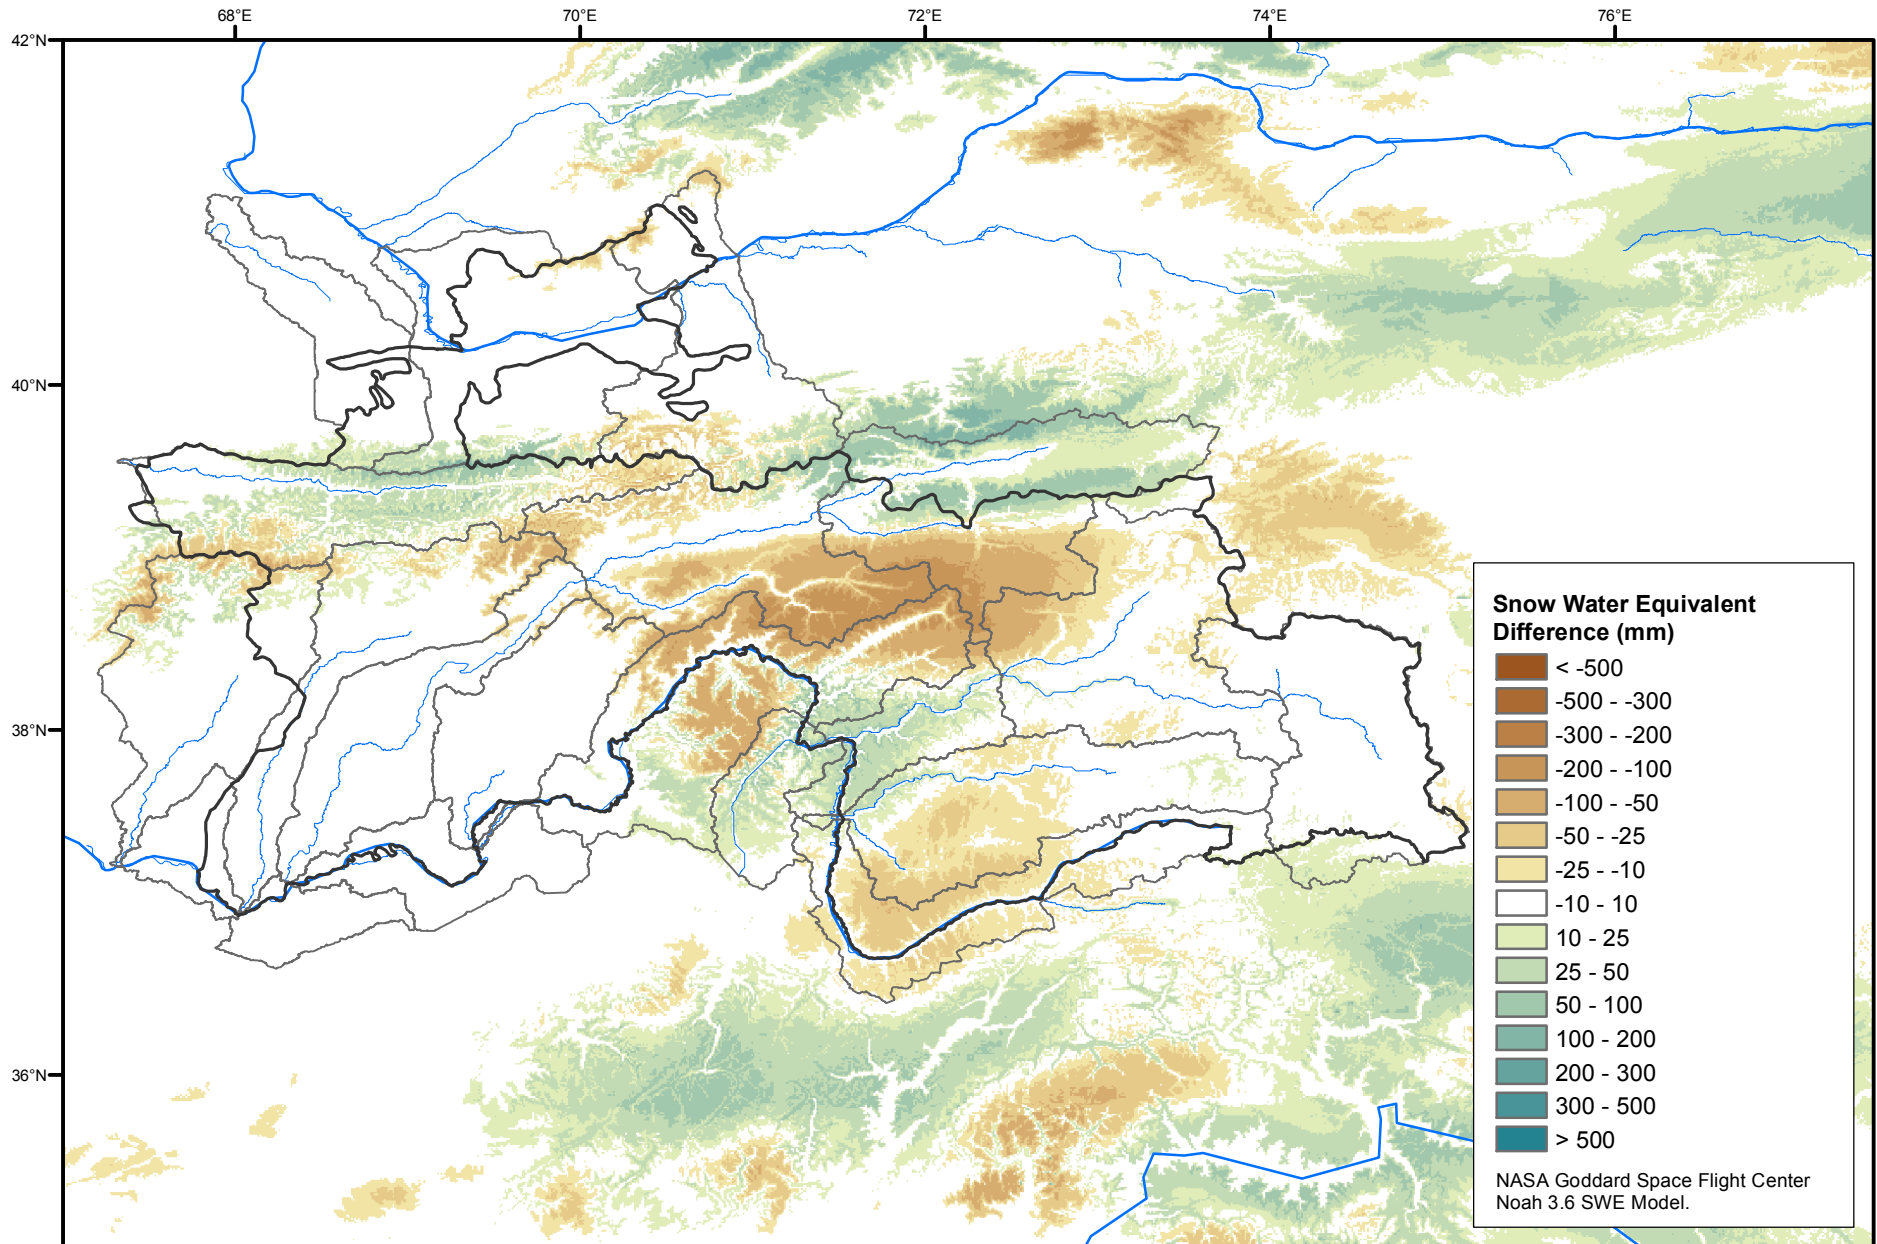 68°E
70°E
72°E
74°E
76°E
42°N
40°N
38°N
36°N
Snow Water Equivalent
Difference (mm)
< -500
-500 - -300
-300 - -200
-200 - -100
-100 - -50
-50 - -25
-25 - -10
-10 - 10
10 - 25
25 - 50
50 - 100
100 - 200
200 - 300
300 - 500
> 500
NASA Goddard Space Flight Center
Noah 3.6 SWE Model.